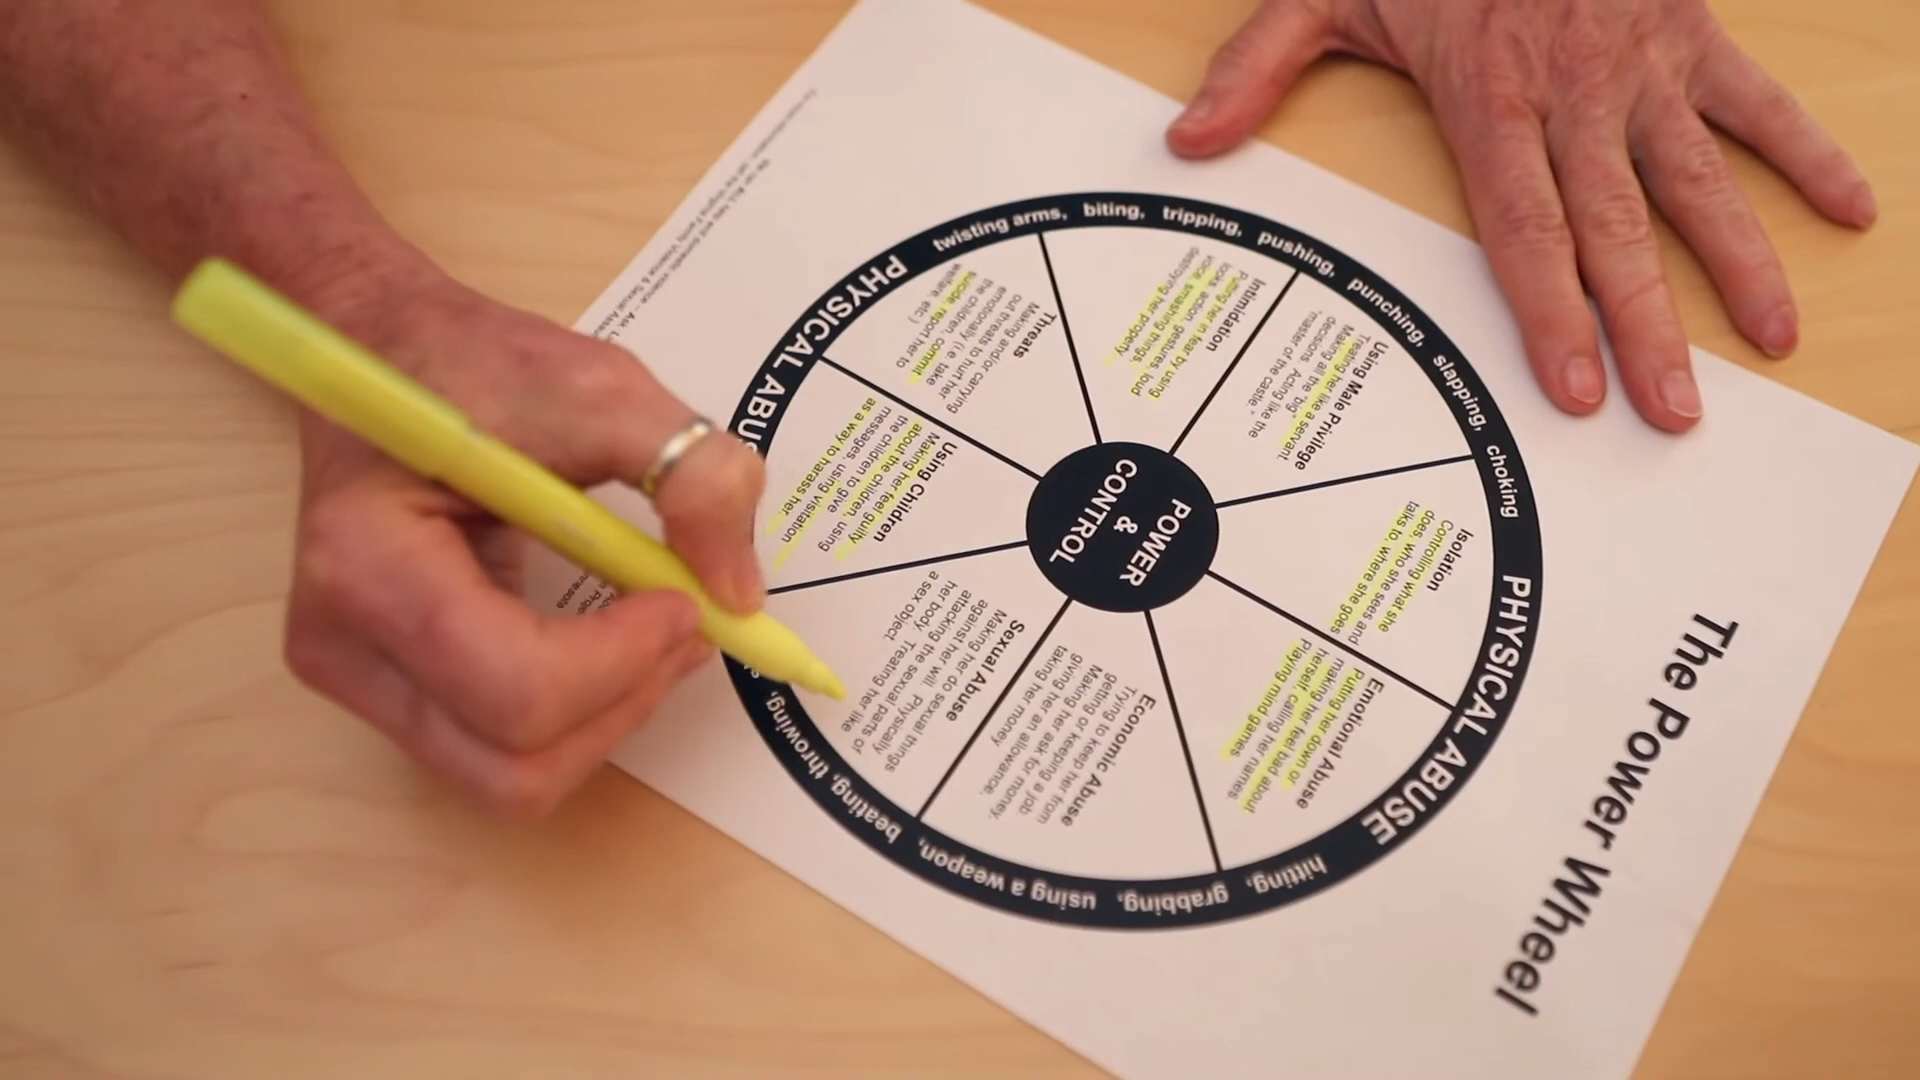 The Power Wheel
POWER
&
CONTROL
PHYSICAL ABUSE
twisting arms, biting, tripping, pushing, punching, slapping, choking
PHYSICAL ABUSE
hitting, grabbing, using a weapon, beating, throwing,
Intimidation
Putting her in fear by using
looks, action, gestures, loud
voice, smashing things,
destroying her property.
Using Male Privilege
Treating her like a servant.
Making all the "big"
decisions. Acting like the
"master of the castle".
Isolation
Controlling what she
does, who she sees and
talks to, where she goes
Emotional Abuse
Putting her down or
making her feel bad about
herself, calling her names.
Playing mind games
Economic Abuse
Trying to keep her from
getting or keeping a job.
Making her ask for money,
giving her an allowance,
taking her money
Sexual Abuse
Making her do sexual things
against her will. Physically
attacking the sexual parts of
her body. Treating her like
a sex object.
Using Children
Making her feel guilty
about the children, using
the children to give
messages, using visitation
as a way to harass her.
Threats
Making and/or carrying
out threats to hurt her
emotionally (i.e. take
the children, commit
suicide, report her to
welfare, etc.)